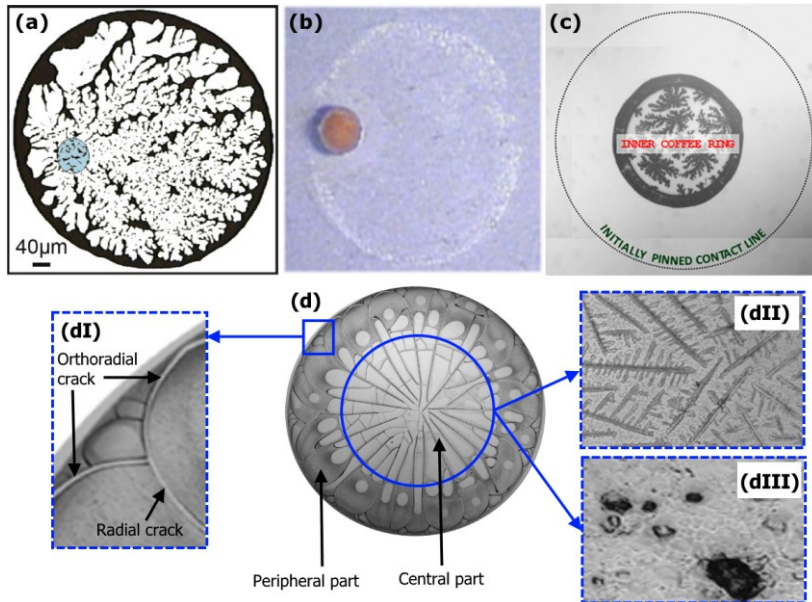 (a)
40µm
(b)
(c)
INNER COFFEE RING
INITIALLY PINNED CONTACT LINE
(dI)
Orthoradial
crack
Radial crack
(d)
Peripheral part
Central part
(dII)
(dIII)